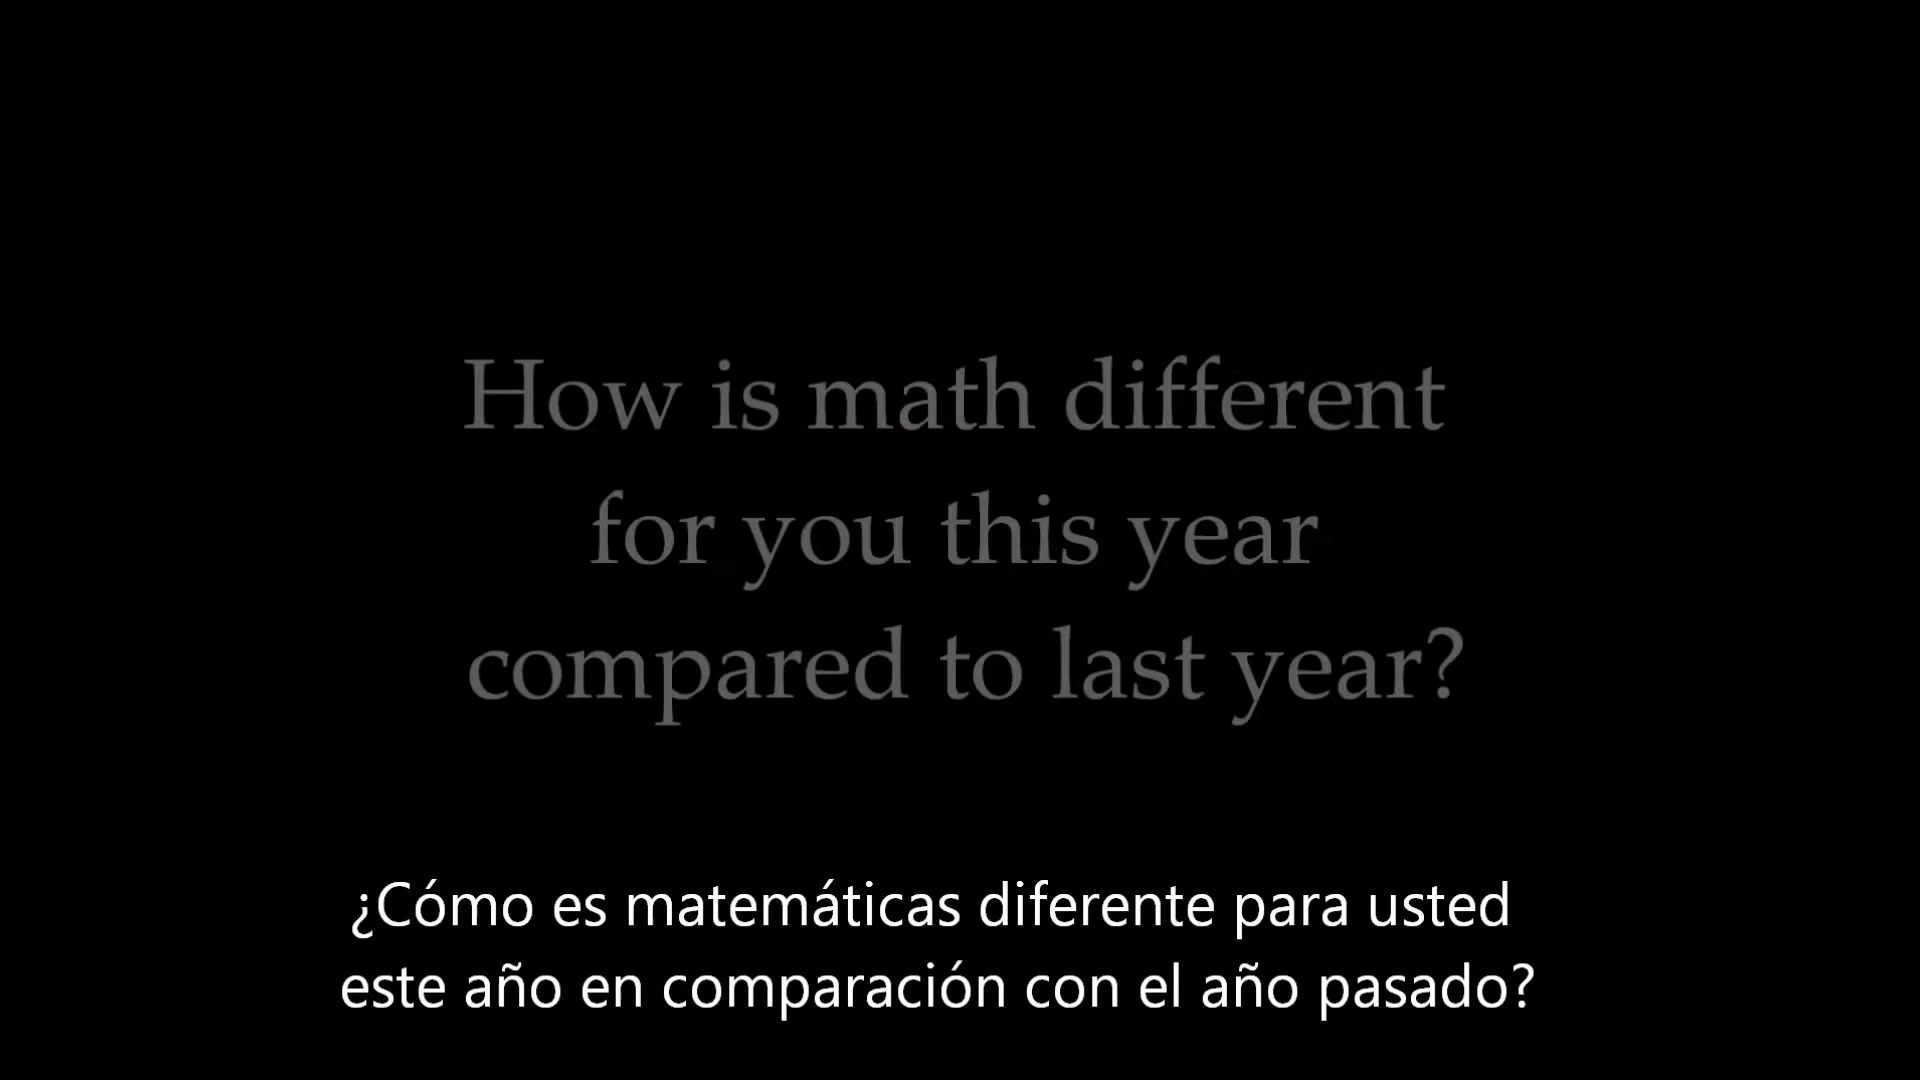 How is math different
for you this year
compared to last year?
¿Cómo es matemáticas diferente para usted
este año en comparación con el año pasado?